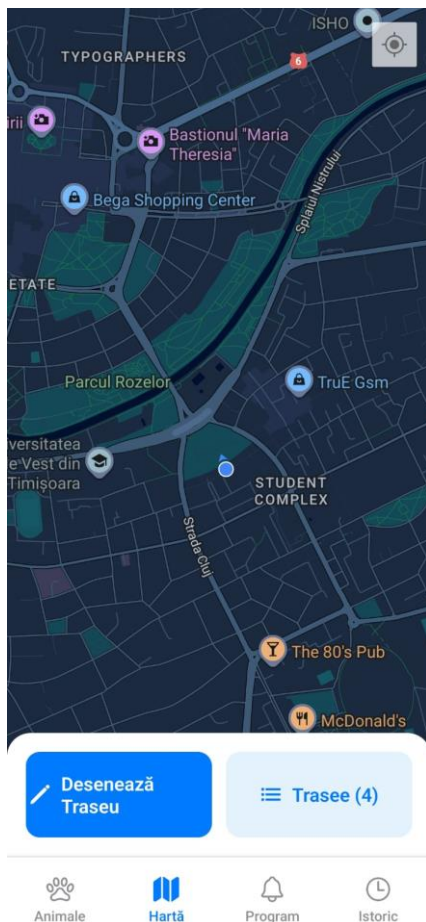 ISHO
TYPOGRAPHERS
6
irii
Bastionul "Maria
Theresia"
Bega Shopping Center
Splaiul Nistrului
ETATE
Parcul Rozelor
TruE Gsm
versitatea
e Vest din
Timișoara
STUDENT
COMPLEX
Strada Cluj
The 80's Pub
McDonald's
Desenează
Traseu
Trasee (4)
Animale
Hartă
Program
Istoric